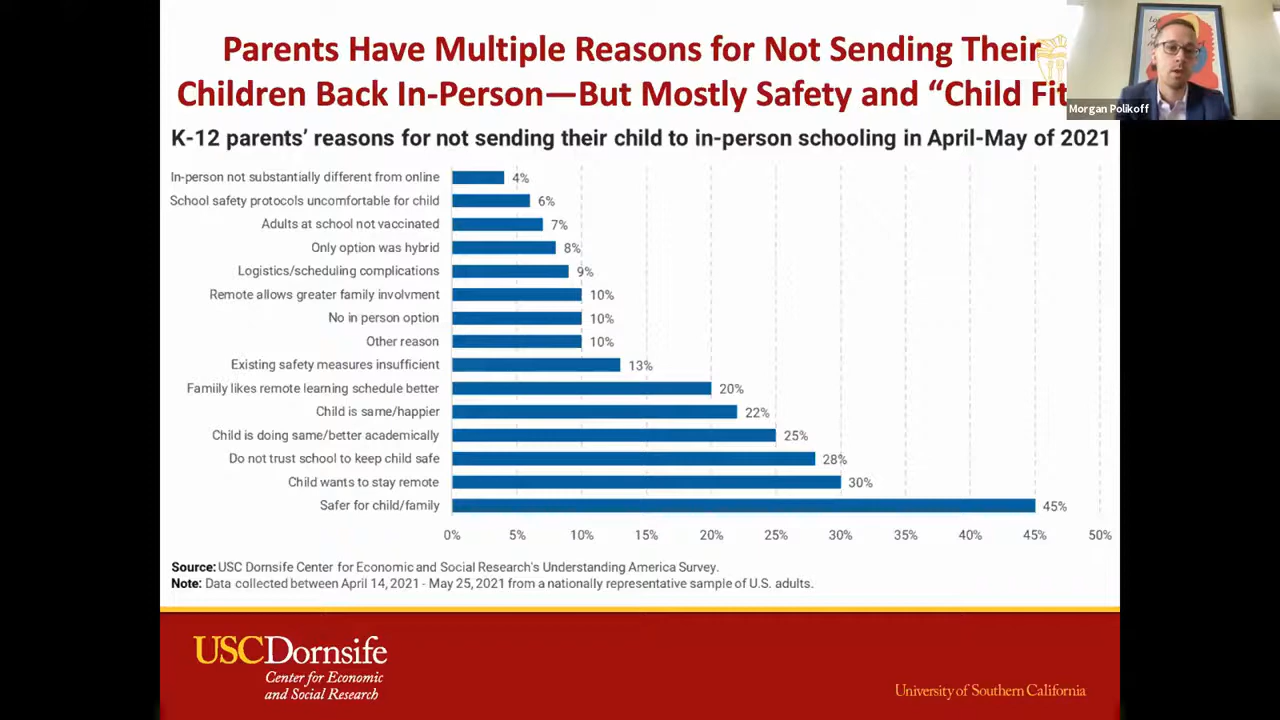 Parents Have Multiple Reasons for Not Sending Their
Children Back In-Person—But Mostly Safety and “Child Fit
Morgan Polikoff
K-12 parents’ reasons for not sending their child to in-person schooling in April-May of 2021
In-person not substantially different from online 4%
School safety protocols uncomfortable for child 6%
Adults at school not vaccinated 7%
Only option was hybrid 8%
Logistics/scheduling complications 9%
Remote allows greater family involvment 10%
No in person option 10%
Other reason 10%
Existing safety measures insufficient 13%
Famiily likes remote learning schedule better 20%
Child is same/happier 22%
Child is doing same/better academically 25%
Do not trust school to keep child safe 28%
Child wants to stay remote 30%
Safer for child/family 45%
0% 5% 10% 15% 20% 25% 30% 35% 40% 45% 50%
Source: USC Dornsife Center for Economic and Social Research's Understanding America Survey.
Note: Data collected between April 14, 2021 - May 25, 2021 from a nationally representative sample of U.S. adults.
USCDornsife
Center for Economic
and Social Research
University of Southern California